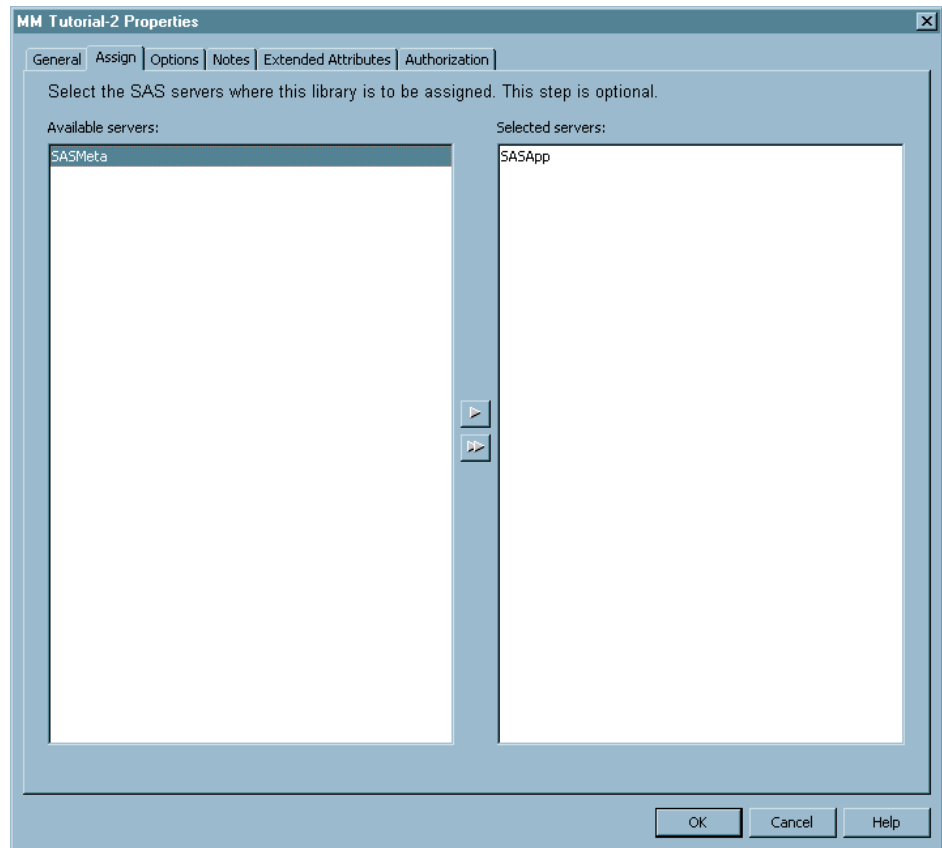 MM Tutorial-2 Properties
General Assign Options Notes Extended Attributes Authorization
Select the SAS servers where this library is to be assigned. This step is optional.
Available servers: Selected servers:
SASMeta SASApp
OK Cancel Help